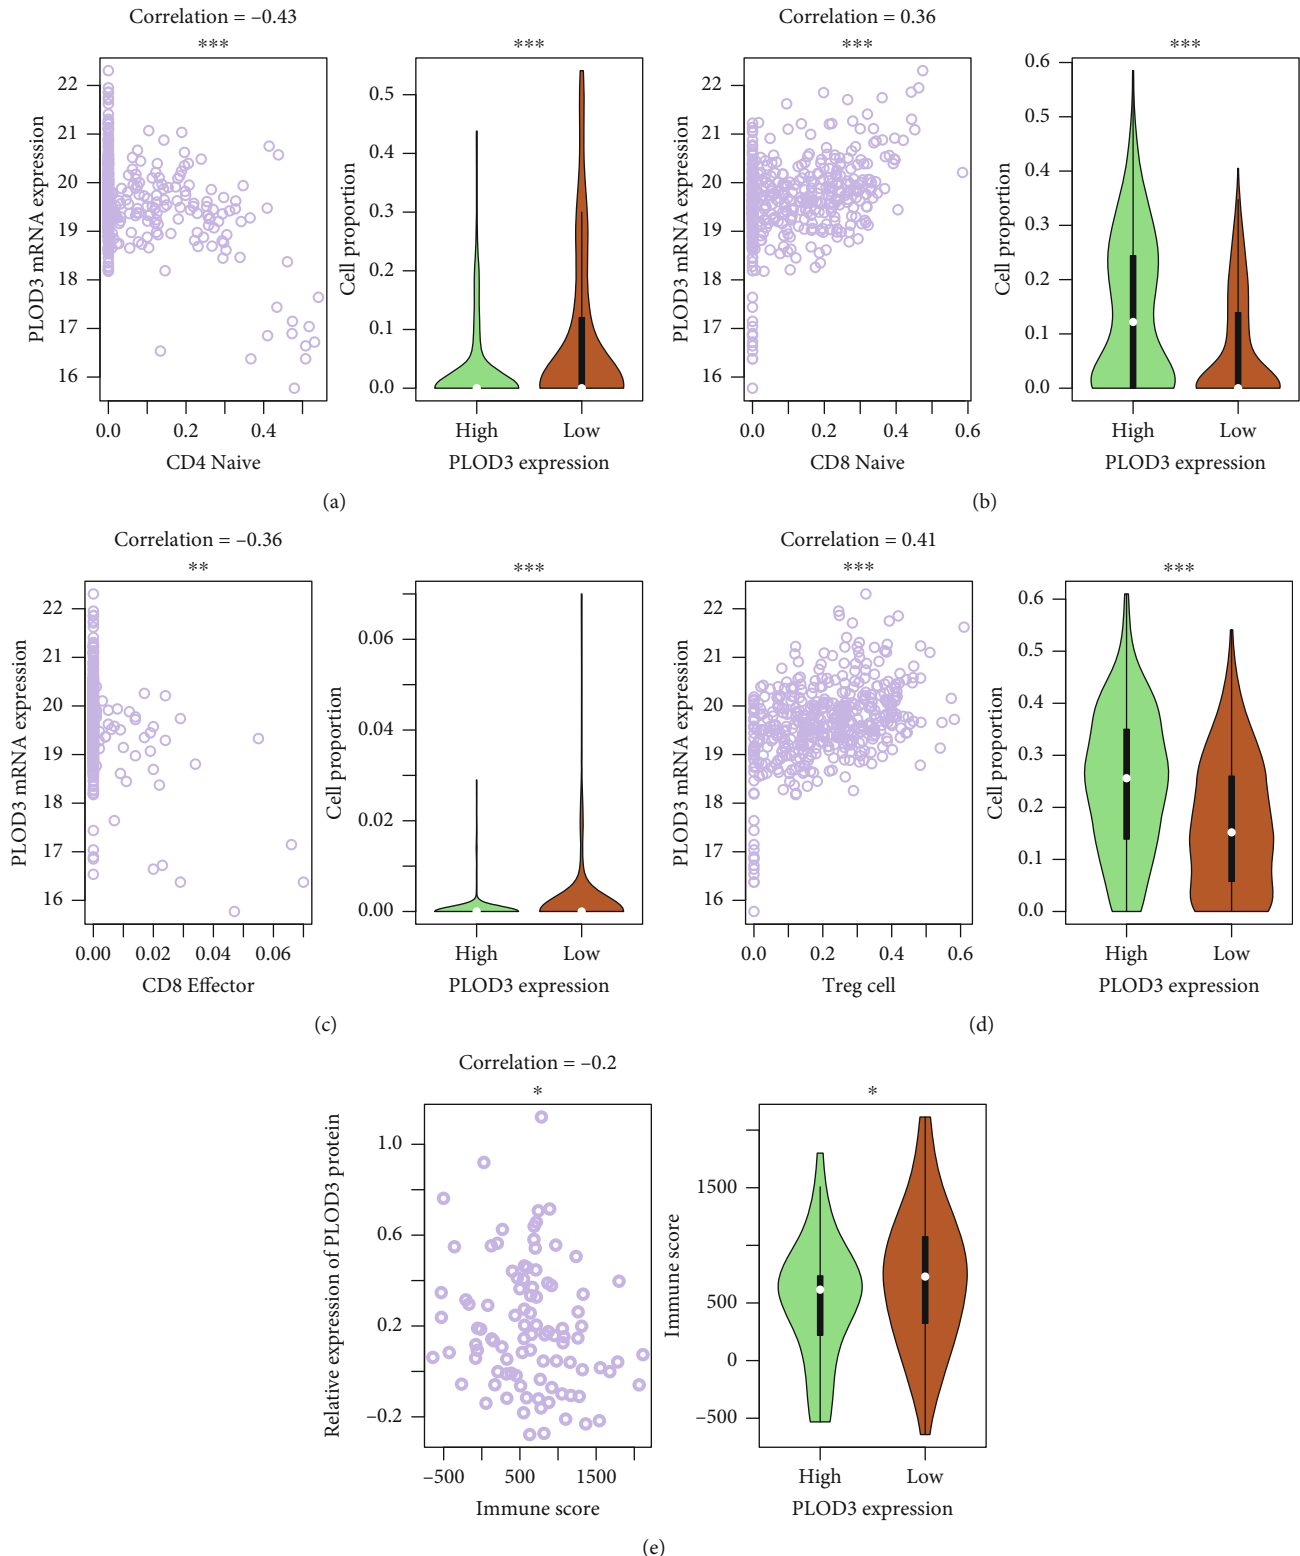 Correlation = –0.43
***
***
PLOD3 mRNA expression
22
21
20
19
18
17
16
0.0 0.2 0.4
CD4 Naive
Cell proportion
0.5
0.4
0.3
0.2
0.1
0.0
High Low
PLOD3 expression
(a)
Correlation = 0.36
***
***
PLOD3 mRNA expression
22
21
20
19
18
17
16
0.0 0.2 0.4 0.6
CD8 Naive
Cell proportion
0.6
0.5
0.4
0.3
0.2
0.1
0.0
High Low
PLOD3 expression
(b)
Correlation = –0.36
**
***
PLOD3 mRNA expression
22
21
20
19
18
17
16
0.00 0.02 0.04 0.06
CD8 Effector
Cell proportion
0.06
0.04
0.02
0.00
High Low
PLOD3 expression
(c)
Correlation = 0.41
***
***
PLOD3 mRNA expression
22
21
20
19
18
17
16
0.0 0.2 0.4 0.6
Treg cell
Cell proportion
0.6
0.5
0.4
0.3
0.2
0.1
0.0
High Low
PLOD3 expression
(d)
Correlation = –0.2
*
*
Relative expression of PLOD3 protein
1.0
0.6
0.2
–0.2
–500 500 1500
Immune score
Immune score
1500
500
0
–500
High Low
PLOD3 expression
(e)